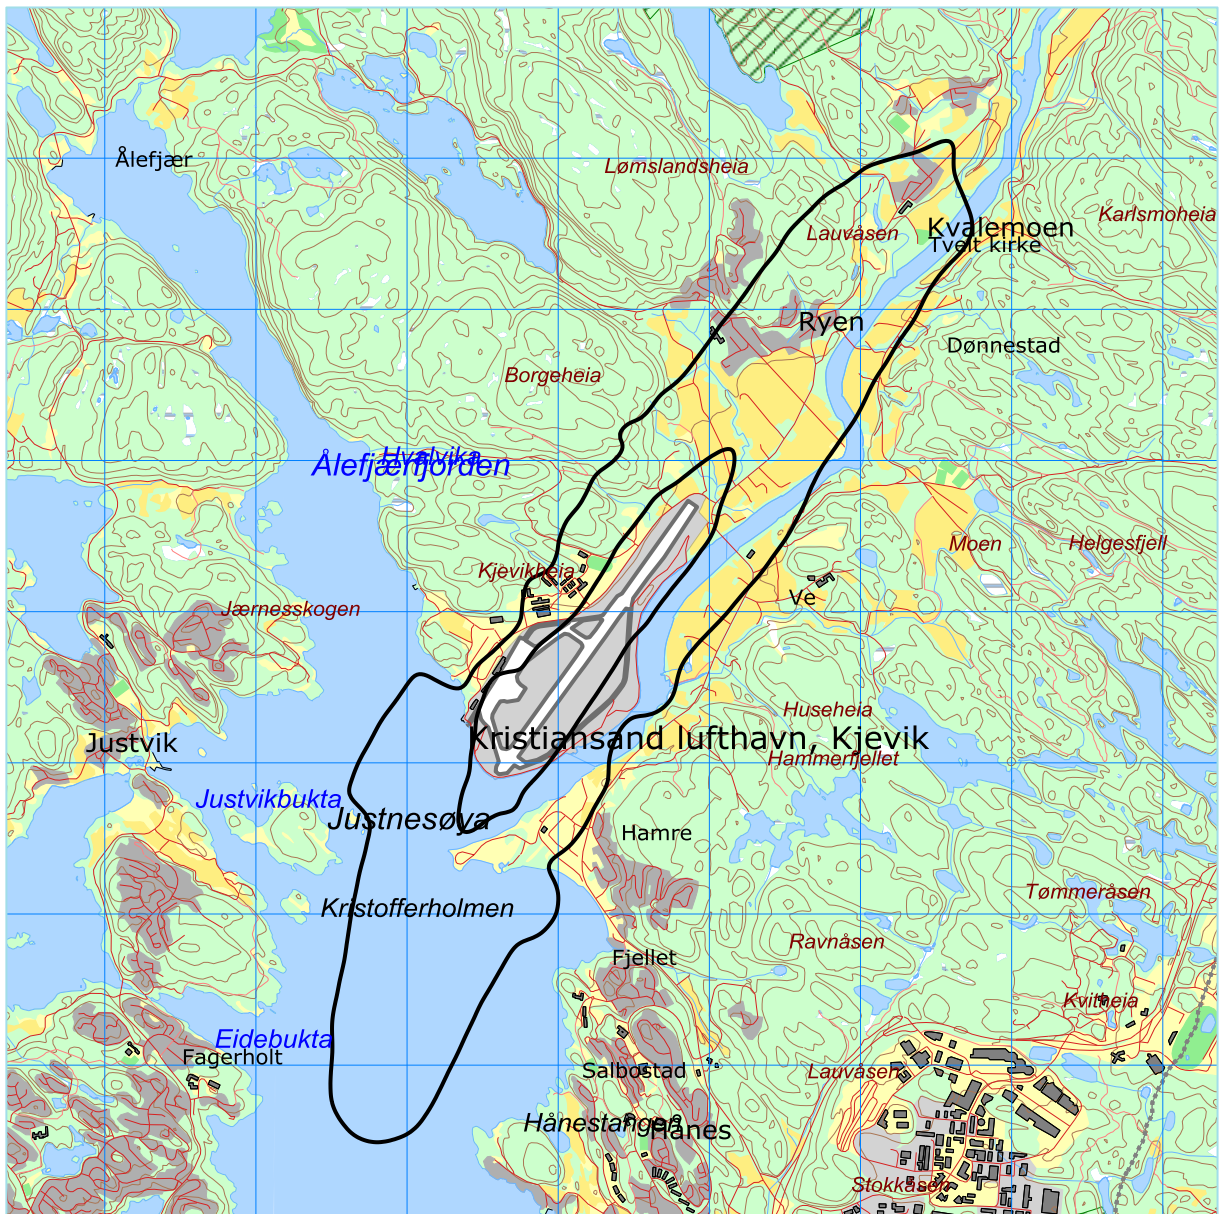 Ålefjær
Lømslandsheia
Karlsmoheia
Lauvåsen
Kvalemoen
Tveit kirke
Ryen
Dønnestad
Borgeheia
Hvalvika
Ålefjærfjorden
Moen
Helgesfjell
Kjevikheia
Ve
Jærnesskogen
Huseheia
Justvik
Kristiansand lufthavn, Kjevik
Hammerfjellet
Justvikbukta
Justnesøya
Hamre
Tømmeråsen
Kristofferholmen
Ravnåsen
Fjellet
Kvitheia
Eidebukta
Fagerholt
Salbostad
Lauvåsen
Hånestangen
Hånes
Stokkåsen